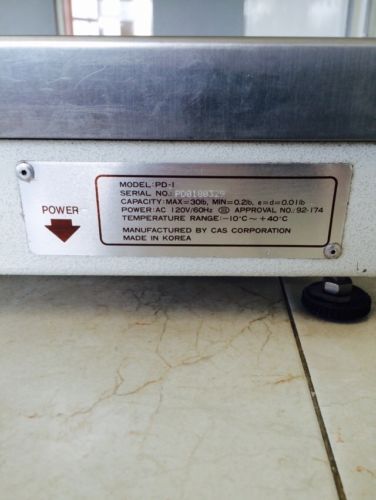 POWER
MODEL: PD-I
SERIAL NO.: PD0180329
CAPACITY: MAX=30lb, MIN=0.2lb, e=d=0.01lb
POWER: AC 120V/60Hz APPROVAL NO.: 92-174
TEMPERATURE RANGE: -10°C ~ +40°C
MANUFACTURED BY CAS CORPORATION
MADE IN KOREA